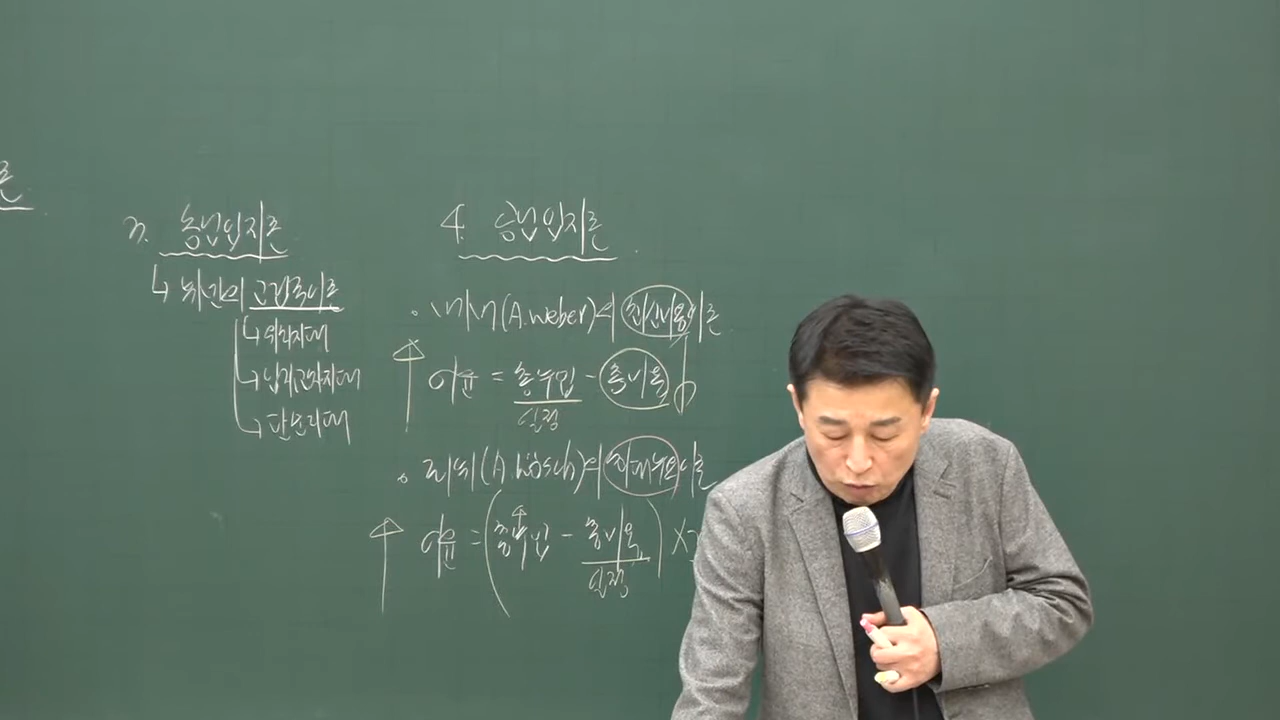 론
3. 농업입지론
↳ 튀넨의 고립국이론
↳ 위치지대
↳ 입지교차지대
↳ 단순지대
4. 공업입지론
· 베버(A.weber)의 최소비용이론
↑ 이윤 = 총수입 - 총비용↓
일정
· 뢰쉬(A.lösch)의 최대수요이론
↑ 이윤 = (총수입↑ - 총비용) ×
일정